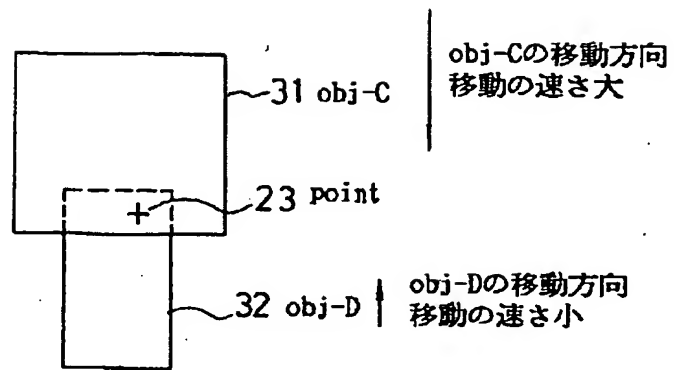 31 obj-C
obj-Cの移動方向
移動の速さ大
23 point
32 obj-D
obj-Dの移動方向
移動の速さ小